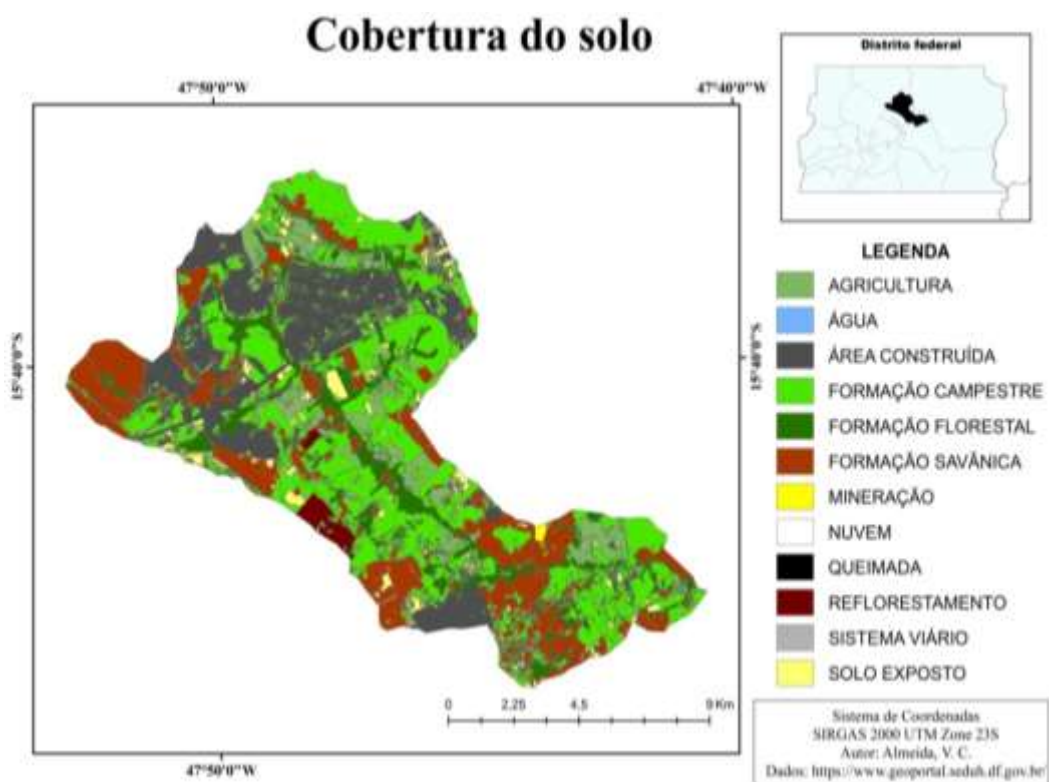 Cobertura do solo
Distrito federal
47°50'0"W
47°40'0"W
15°40'0"S
15°40'0"S
47°50'0"W
0 2,25 4,5 9 Km
LEGENDA
AGRICULTURA
ÁGUA
ÁREA CONSTRUÍDA
FORMAÇÃO CAMPESTRE
FORMAÇÃO FLORESTAL
FORMAÇÃO SAVÂNICA
MINERAÇÃO
NUVEM
QUEIMADA
REFLORESTAMENTO
SISTEMA VIÁRIO
SOLO EXPOSTO
Sistema de Coordenadas
SIRGAS 2000 UTM Zone 23S
Autor: Almeida, V. C.
Dados: https://www.geoportal.seduh.df.gov.br/